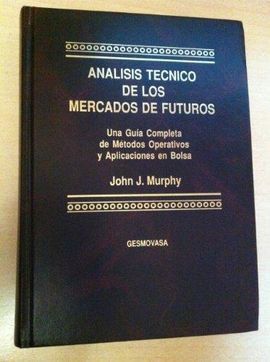 ANALISIS TECNICO
DE LOS
MERCADOS DE FUTUROS
Una Guía Completa
de Métodos Operativos
y Aplicaciones en Bolsa
John J. Murphy
GESMOVASA